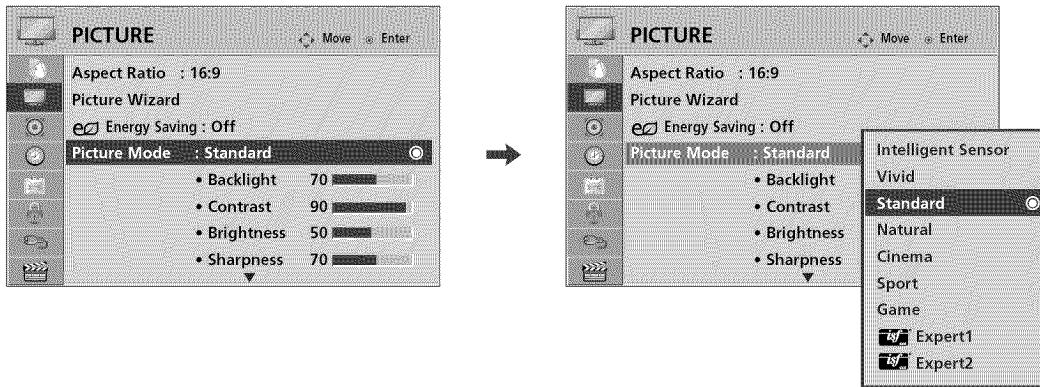 PICTURE
Move Enter
Aspect Ratio : 16:9
Picture Wizard
eco Energy Saving : Off
Picture Mode : Standard
• Backlight 70
• Contrast 90
• Brightness 50
• Sharpness 70
PICTURE
Move Enter
Aspect Ratio : 16:9
Picture Wizard
eco Energy Saving : Off
Picture Mode : Standard
• Backlight
• Contrast
• Brightness
• Sharpness
Intelligent Sensor
Vivid
Standard
Natural
Cinema
Sport
Game
isf Expert1
isf Expert2